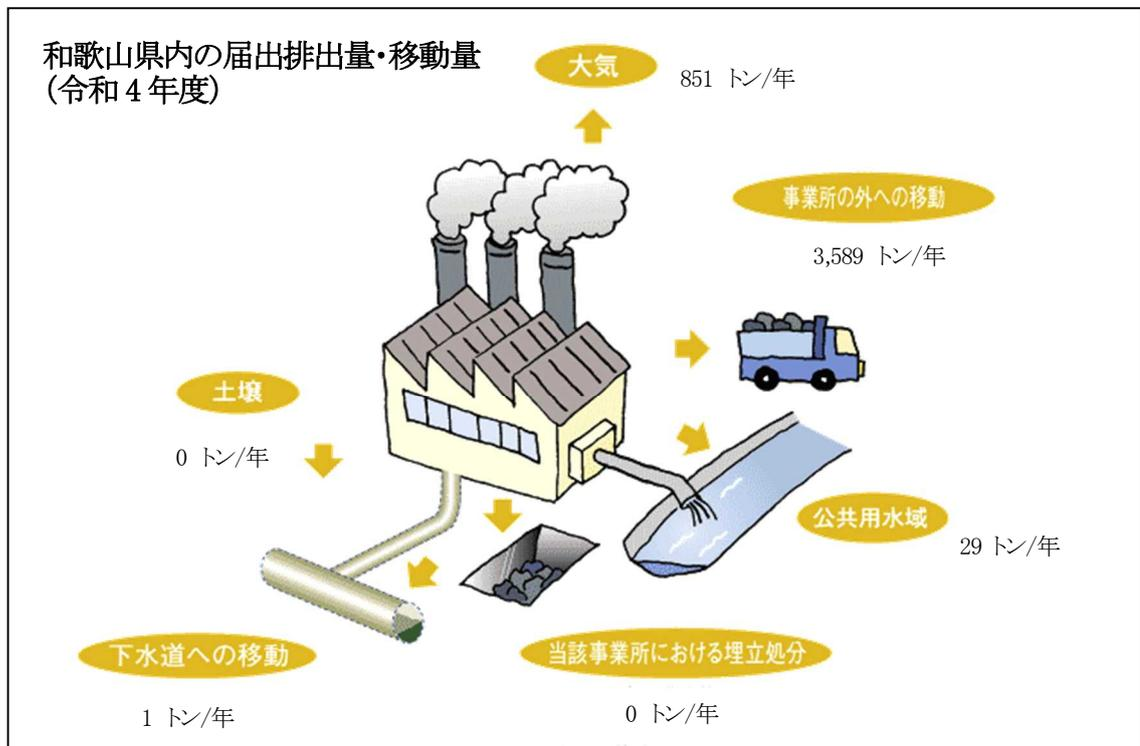 和歌山県内の届出排出量・移動量
（令和４年度）
大気
851 トン/年
事業所の外への移動
3,589 トン/年
土壌
0 トン/年
公共用水域
29 トン/年
下水道への移動
1 トン/年
当該事業所における埋立処分
0 トン/年